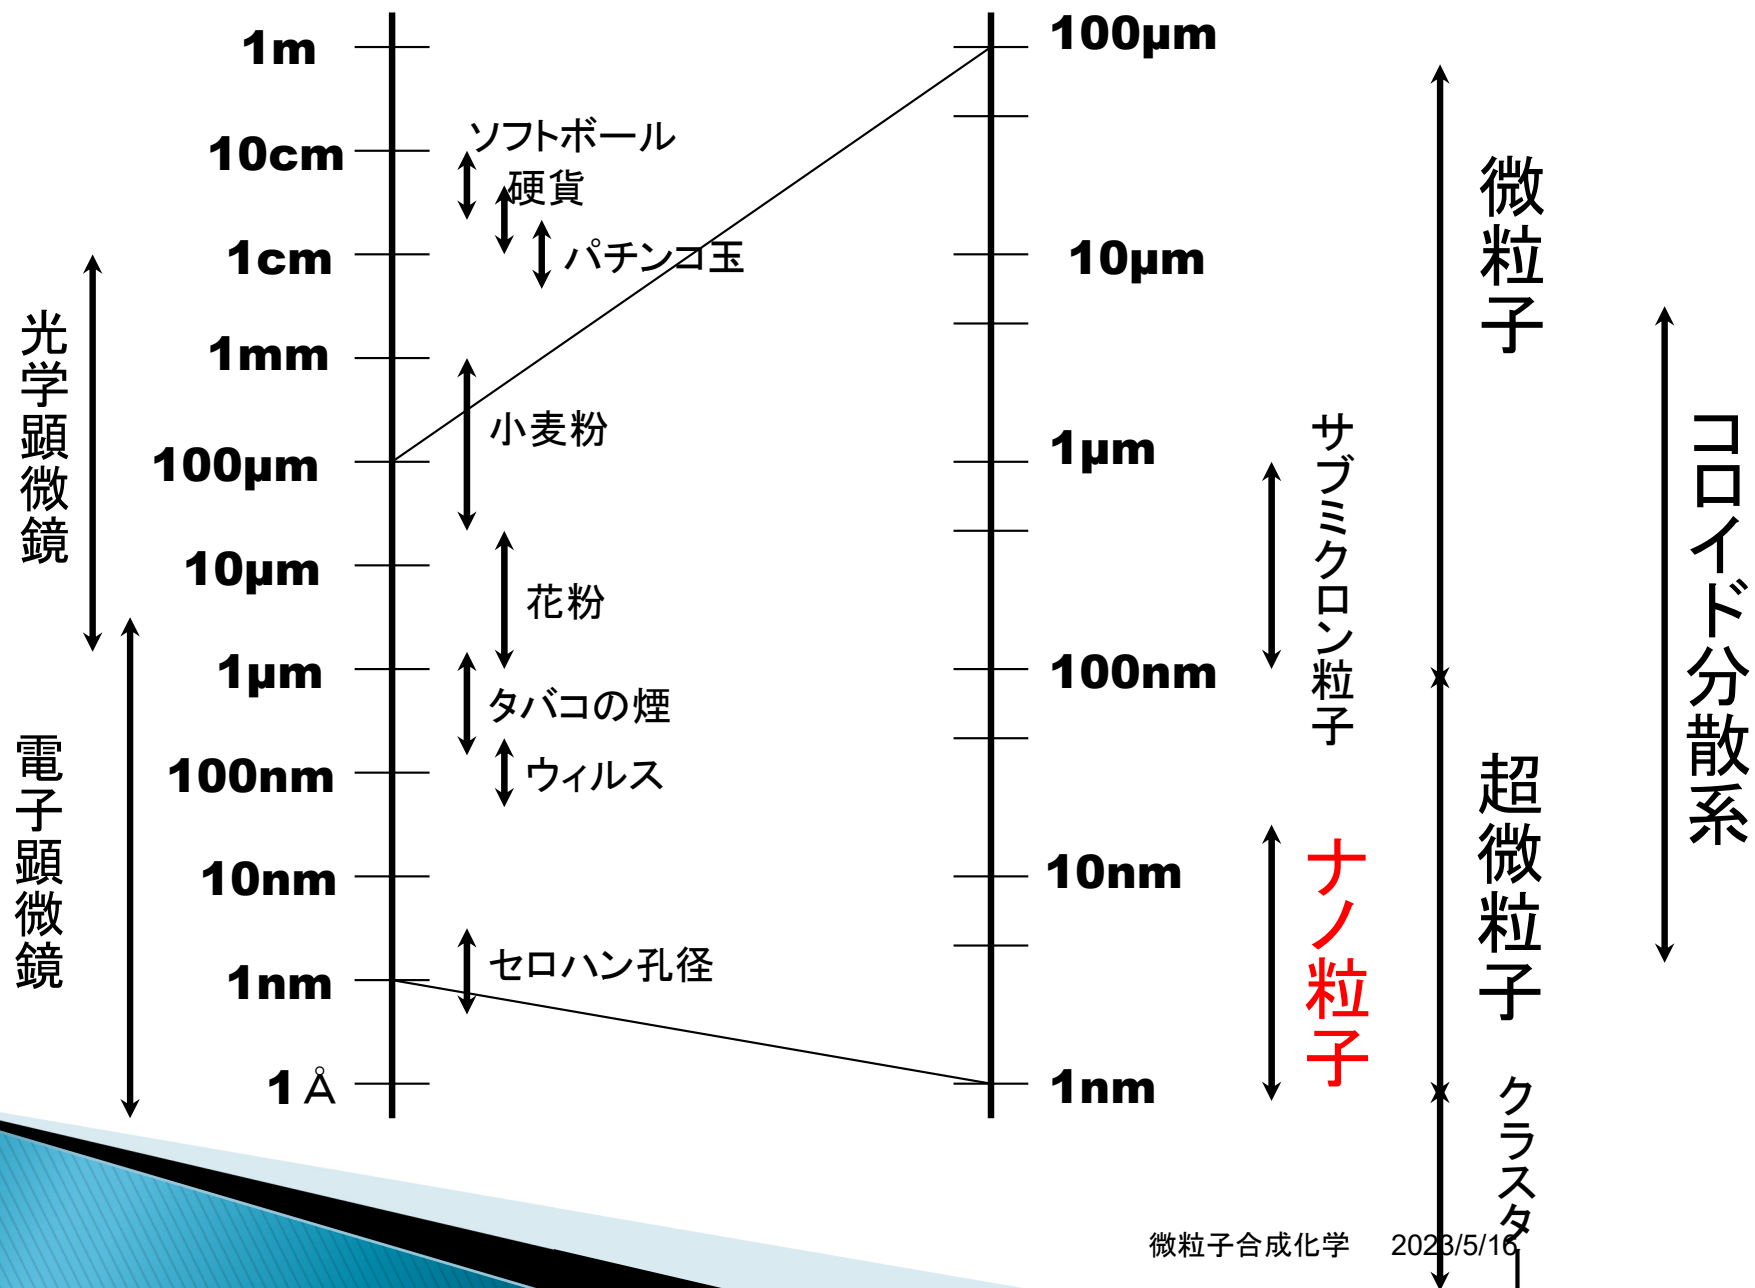 光学顕微鏡
電子顕微鏡
1m
10cm
1cm
1mm
100μm
10μm
1μm
100nm
10nm
1nm
1Å
ソフトボール
硬貨
パチンコ玉
小麦粉
花粉
タバコの煙
ウィルス
セロハン孔径
100μm
10μm
1μm
100nm
10nm
1nm
サブミクロン粒子
ナノ粒子
微粒子
超微粒子
クラスター
コロイド分散系
微粒子合成化学 2023/5/16